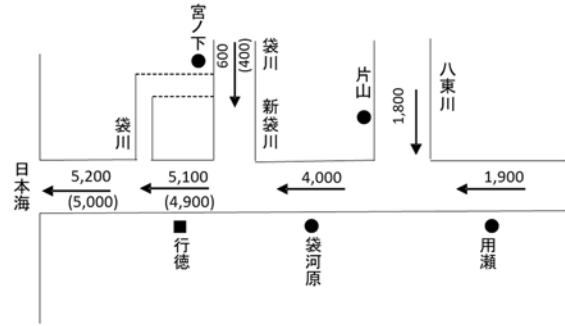 宮ノ下
600
(400)
袋川
新袋川
片山
1,800
八東川
袋川
日本海
5,200
(5,000)
5,100
(4,900)
4,000
1,900
行徳
袋河原
用瀬